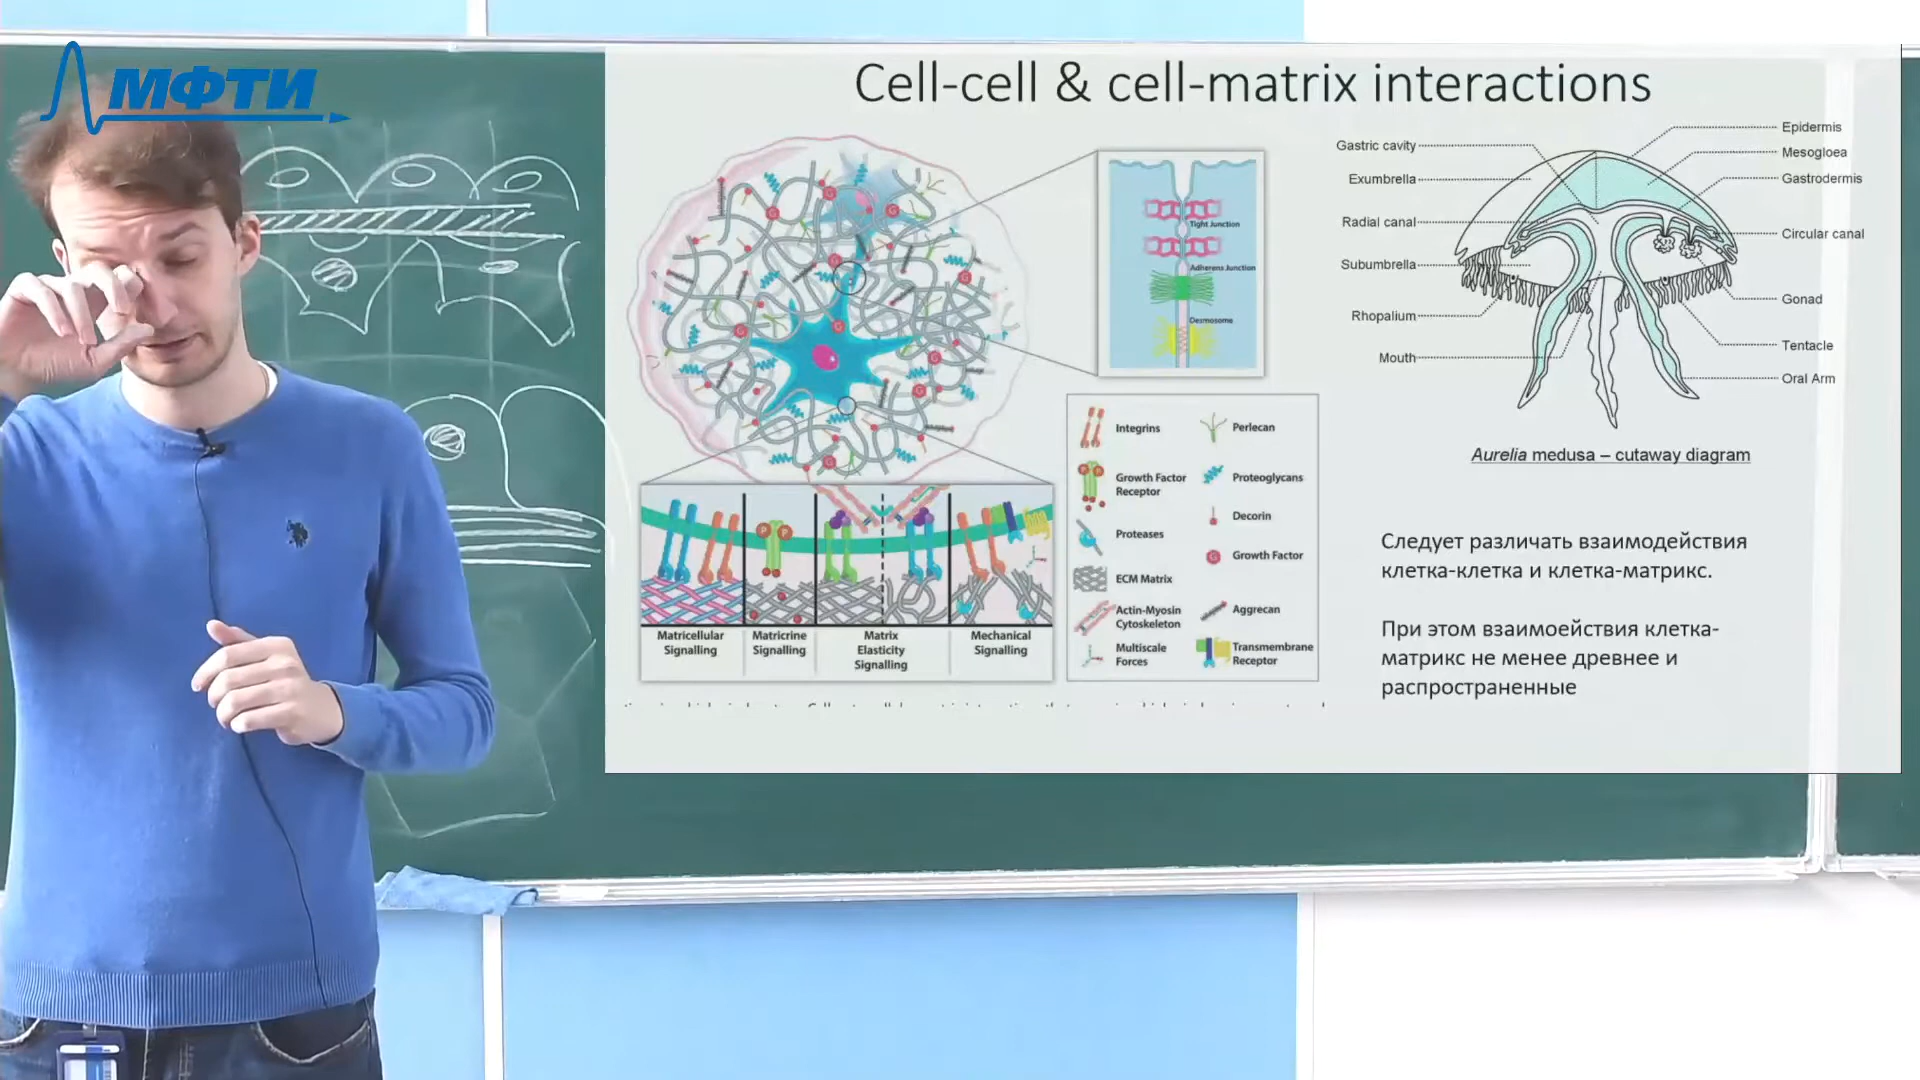 МФТИ
Cell-cell & cell-matrix interactions
Tight Junction
Adherens Junction
Desmosome
Integrins
Perlecan
Growth Factor
Receptor
Proteoglycans
Decorin
Proteases
Growth Factor
ECM Matrix
Actin-Myosin
Cytoskeleton
Aggrecan
Multiscale
Forces
Transmembrane
Receptor
Matricellular
Signalling
Matricrine
Signalling
Matrix
Elasticity
Signalling
Mechanical
Signalling
G
P
P
Gastric cavity
Exumbrella
Radial canal
Subumbrella
Rhopalium
Mouth
Epidermis
Mesogloea
Gastrodermis
Circular canal
Gonad
Tentacle
Oral Arm
Aurelia medusa – cutaway diagram
Следует различать взаимодействия
клетка-клетка и клетка-матрикс.
При этом взаимоействия клетка-
матрикс не менее древнее и
распространенные